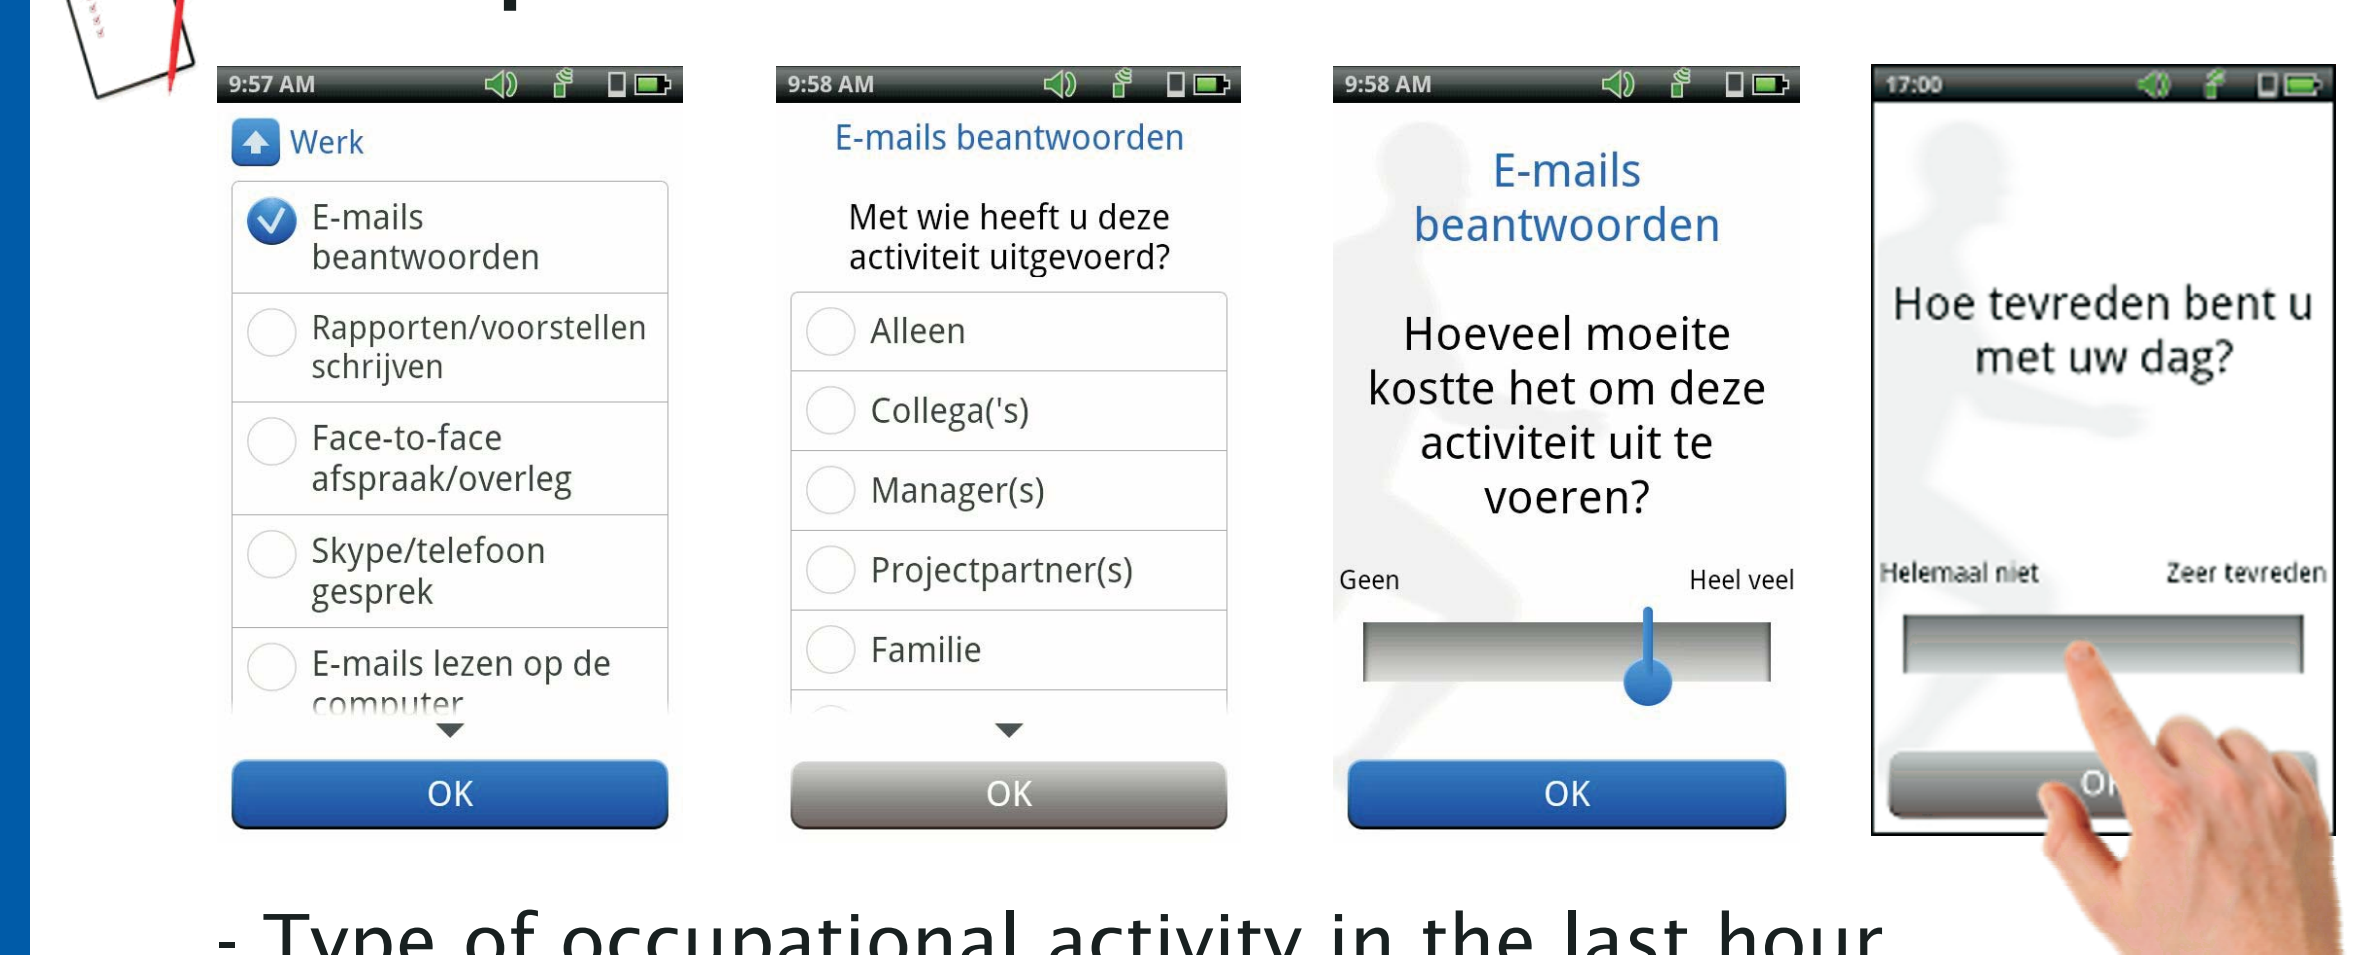 9:57 AM
Werk
E-mails
beantwoorden
Rapporten/voorstellen
schrijven
Face-to-face
afspraak/overleg
Skype/telefoon
gesprek
E-mails lezen op de
computer
OK
9:58 AM
E-mails beantwoorden
Met wie heeft u deze
activiteit uitgevoerd?
Alleen
Collega('s)
Manager(s)
Projectpartner(s)
Familie
OK
9:58 AM
E-mails
beantwoorden
Hoeveel moeite
kostte het om deze
activiteit uit te
voeren?
Geen
Heel veel
OK
17:00
Hoe tevreden bent u
met uw dag?
Helemaal niet
Zeer tevreden
OK
- Type of occupational activity in the last hour